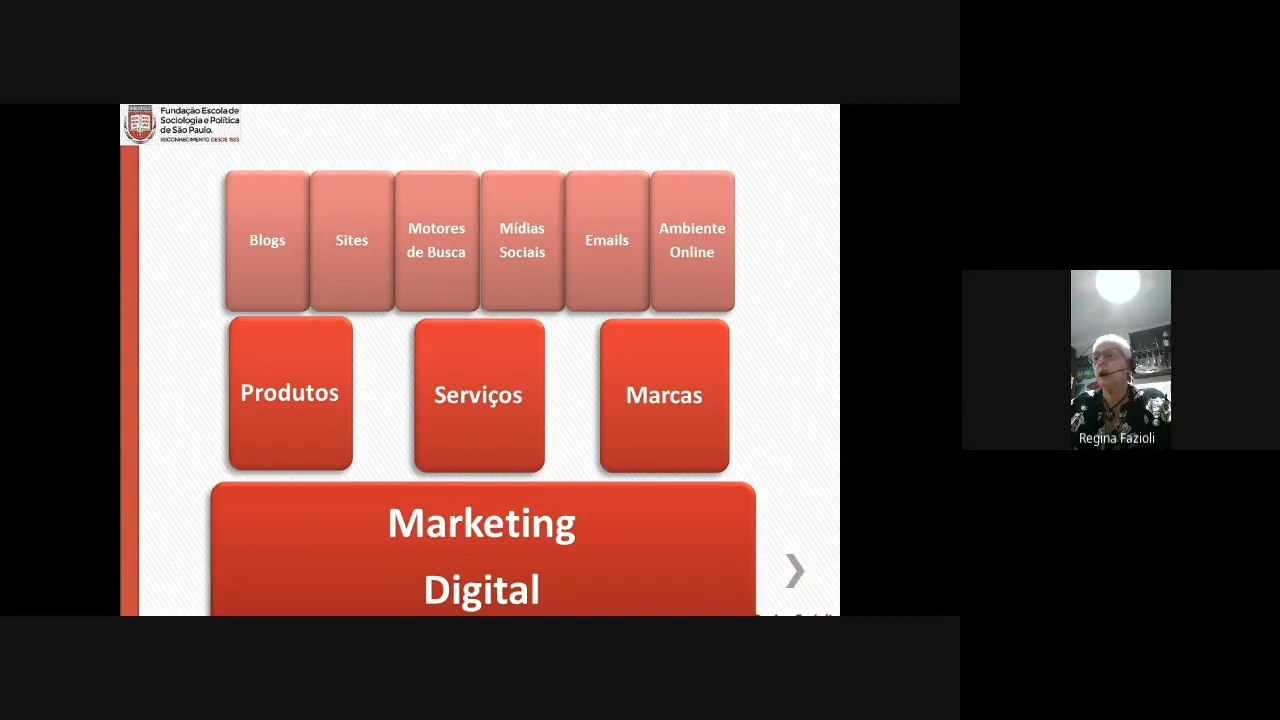 Fundação Escola de
Sociologia e Política
de São Paulo.
RECONHECIMENTO DESDE 1933
Blogs
Sites
Motores
de Busca
Mídias
Sociais
Emails
Ambiente
Online
Produtos
Serviços
Marcas
Marketing
Digital
Regina Fazioli